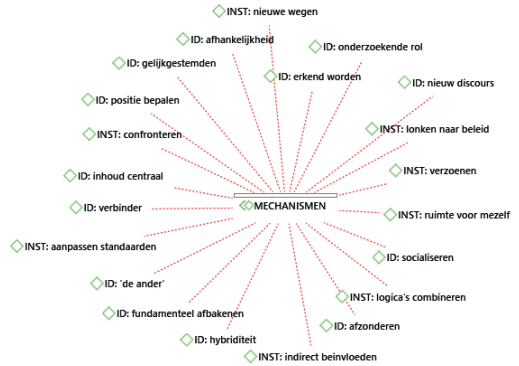 INST: nieuwe wegen
ID: afhankelijkheid
ID: onderzoekende rol
ID: gelijkgestemden
ID: erkend worden
ID: nieuw discours
ID: positie bepalen
INST: confronteren
INST: lonken naar beleid
INST: verzoenen
ID: inhoud centraal
ID: verbinder
MECHANISMEN
INST: ruimte voor mezelf
INST: aanpassen standaarden
ID: socialiseren
ID: 'de ander'
INST: logica's combineren
ID: fundamenteel afbakenen
ID: afzonderen
ID: hybriditeit
INST: indirect beinvloeden